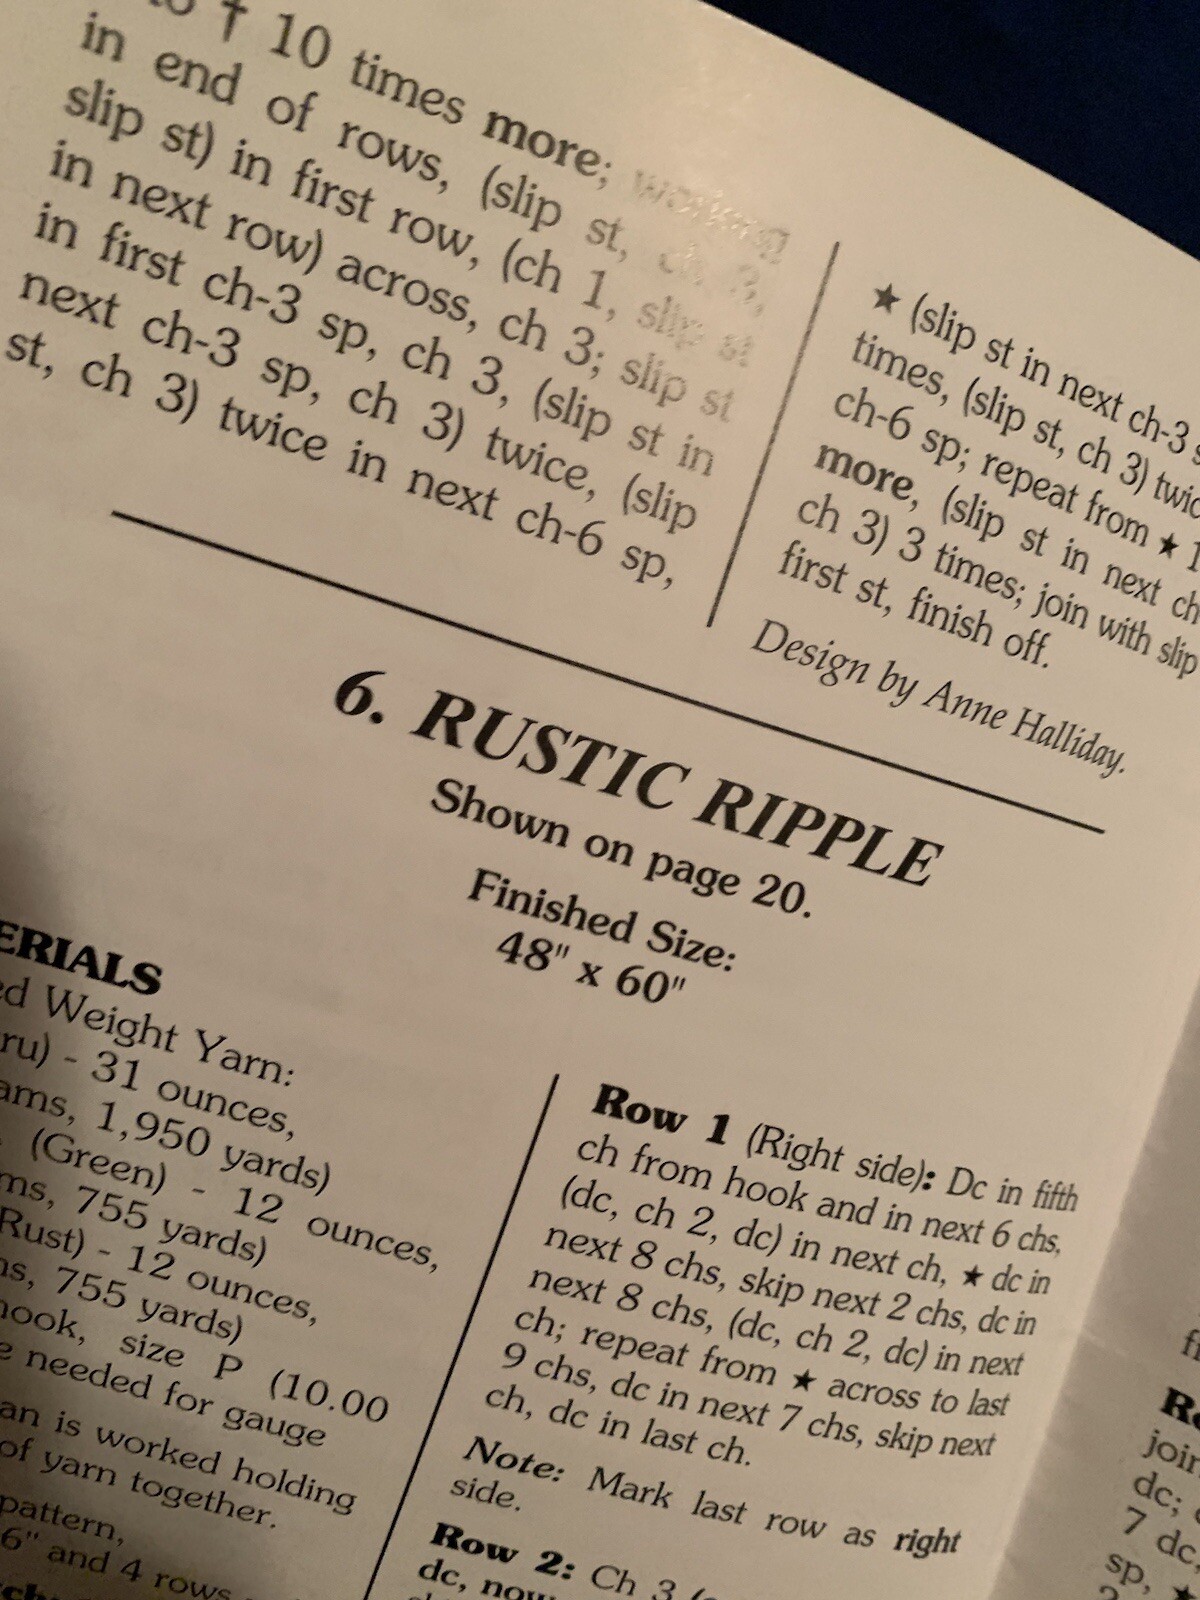 † 10 times more; working
in end of rows, (slip st, ch 3,
slip st) in first row, (ch 1, slip st
in next row) across, ch 3; slip st
in first ch-3 sp, ch 3, (slip st in
next ch-3 sp, ch 3) twice, (slip
st, ch 3) twice in next ch-6 sp,
★ (slip st in next ch-3
times, (slip st, ch 3)
ch-6 sp; repeat from ★
more, (slip st in next
ch 3) 3 times; join with slip
first st, finish off.
Design by Anne Halliday.
6. RUSTIC RIPPLE
Shown on page 20.
Finished Size:
48" x 60"
Weight Yarn:
- 31 ounces,
1,950 yards)
(Green) - 12 ounces,
755 yards)
Rust) - 12 ounces,
755 yards)
size P (10.00
needed for gauge
is worked holding
of yarn together.
pattern,
6" and 4 rows
Row 1 (Right side): Dc in fifth
ch from hook and in next 6 chs,
(dc, ch 2, dc) in next ch, ★ dc in
next 8 chs, skip next 2 chs, dc in
next 8 chs, (dc, ch 2, dc) in next
ch; repeat from ★ across to last
9 chs, dc in next 7 chs, skip next
ch, dc in last ch.
Note: Mark last row as right
side.
Row 2: Ch 3
dc,
dc;
7 dc,
sp,